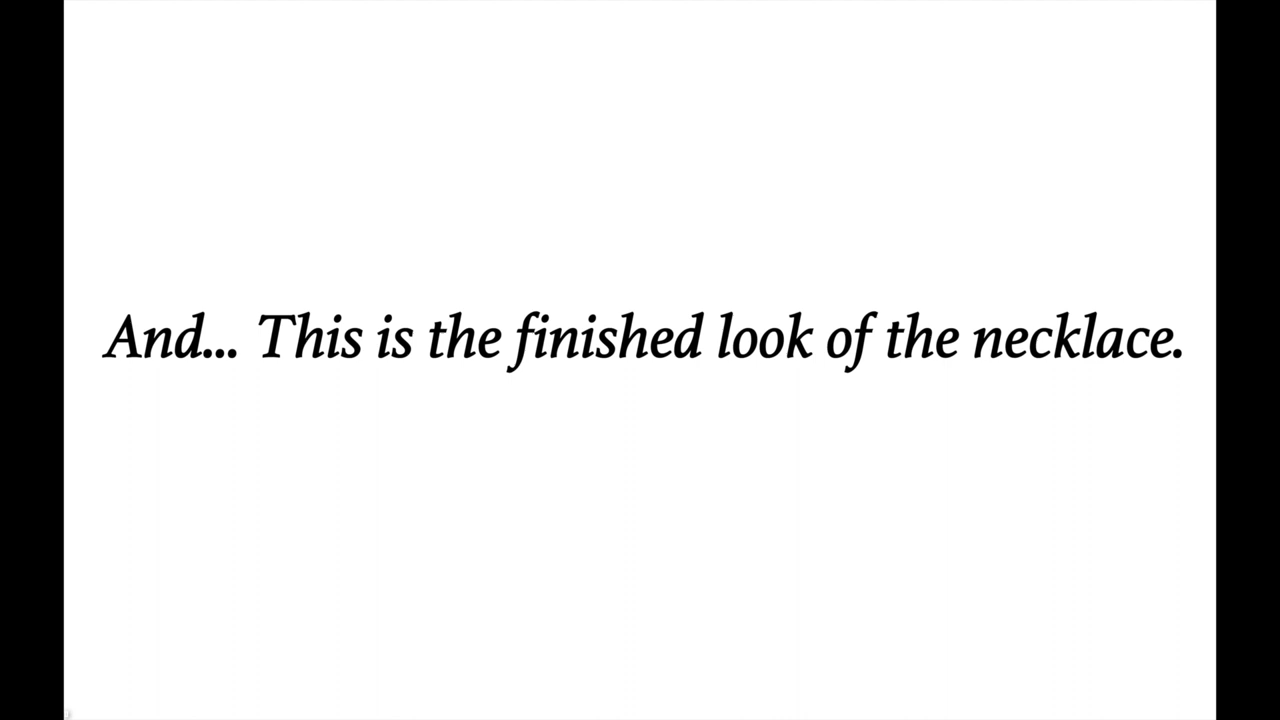 And... This is the finished look of the necklace.